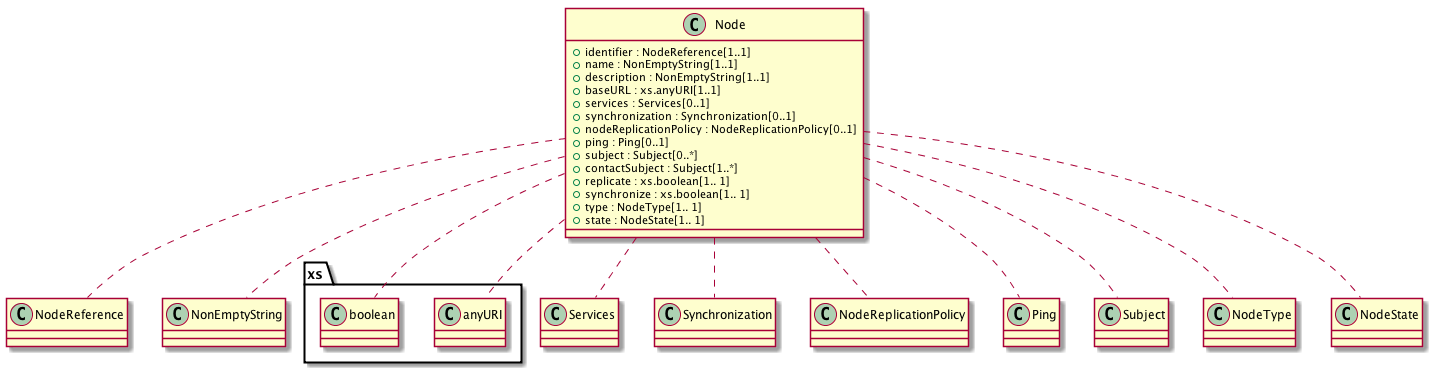 C Node
identifier : NodeReference[1..1]
name : NonEmptyString[1..1]
description : NonEmptyString[1..1]
baseURL : xs.anyURI[1..1]
services : Services[0..1]
synchronization : Synchronization[0..1]
nodeReplicationPolicy : NodeReplicationPolicy[0..1]
ping : Ping[0..1]
subject : Subject[0..*]
contactSubject : Subject[1..*]
replicate : xs.boolean[1.. 1]
synchronize : xs.boolean[1.. 1]
type : NodeType[1.. 1]
state : NodeState[1.. 1]
xs
C NodeReference
C NonEmptyString
C boolean
C anyURI
C Services
C Synchronization
C NodeReplicationPolicy
C Ping
C Subject
C NodeType
C NodeState